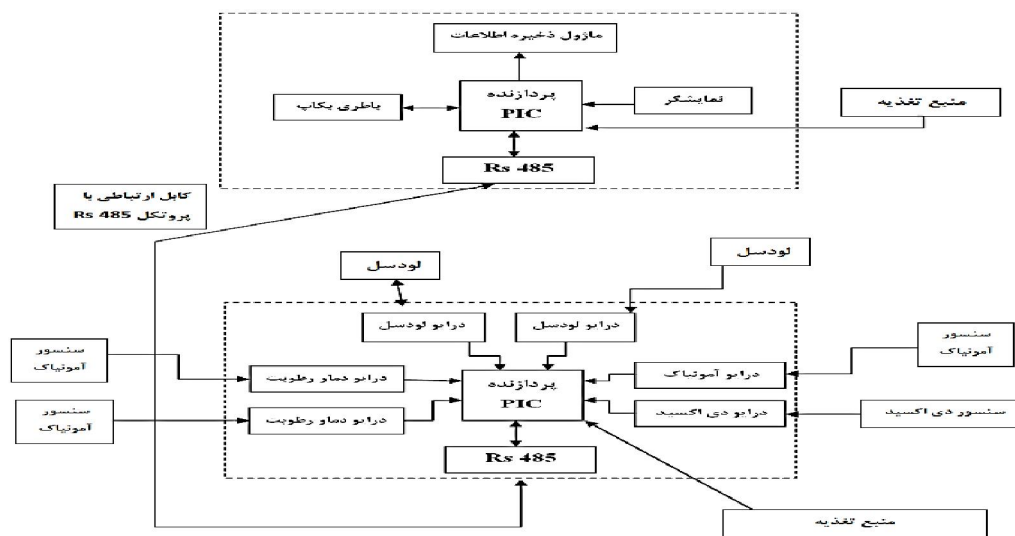 ماژول ذخیره اطلاعات
پردازنده
PIC
باطری بکاپ
نمایشگر
منبع تغذیه
Rs 485
کابل ارتباطی با
پروتکل Rs 485
لودسل
لودسل
درایو لودسل
درایو لودسل
سنسور
آمونیاک
سنسور
آمونیاک
درایو دماو رطوبت
پردازنده
PIC
درایو آمونیاک
سنسور
آمونیاک
درایو دماو رطوبت
درایو دی اکسید
سنسور دی اکسید
Rs 485
منبع تغذیه